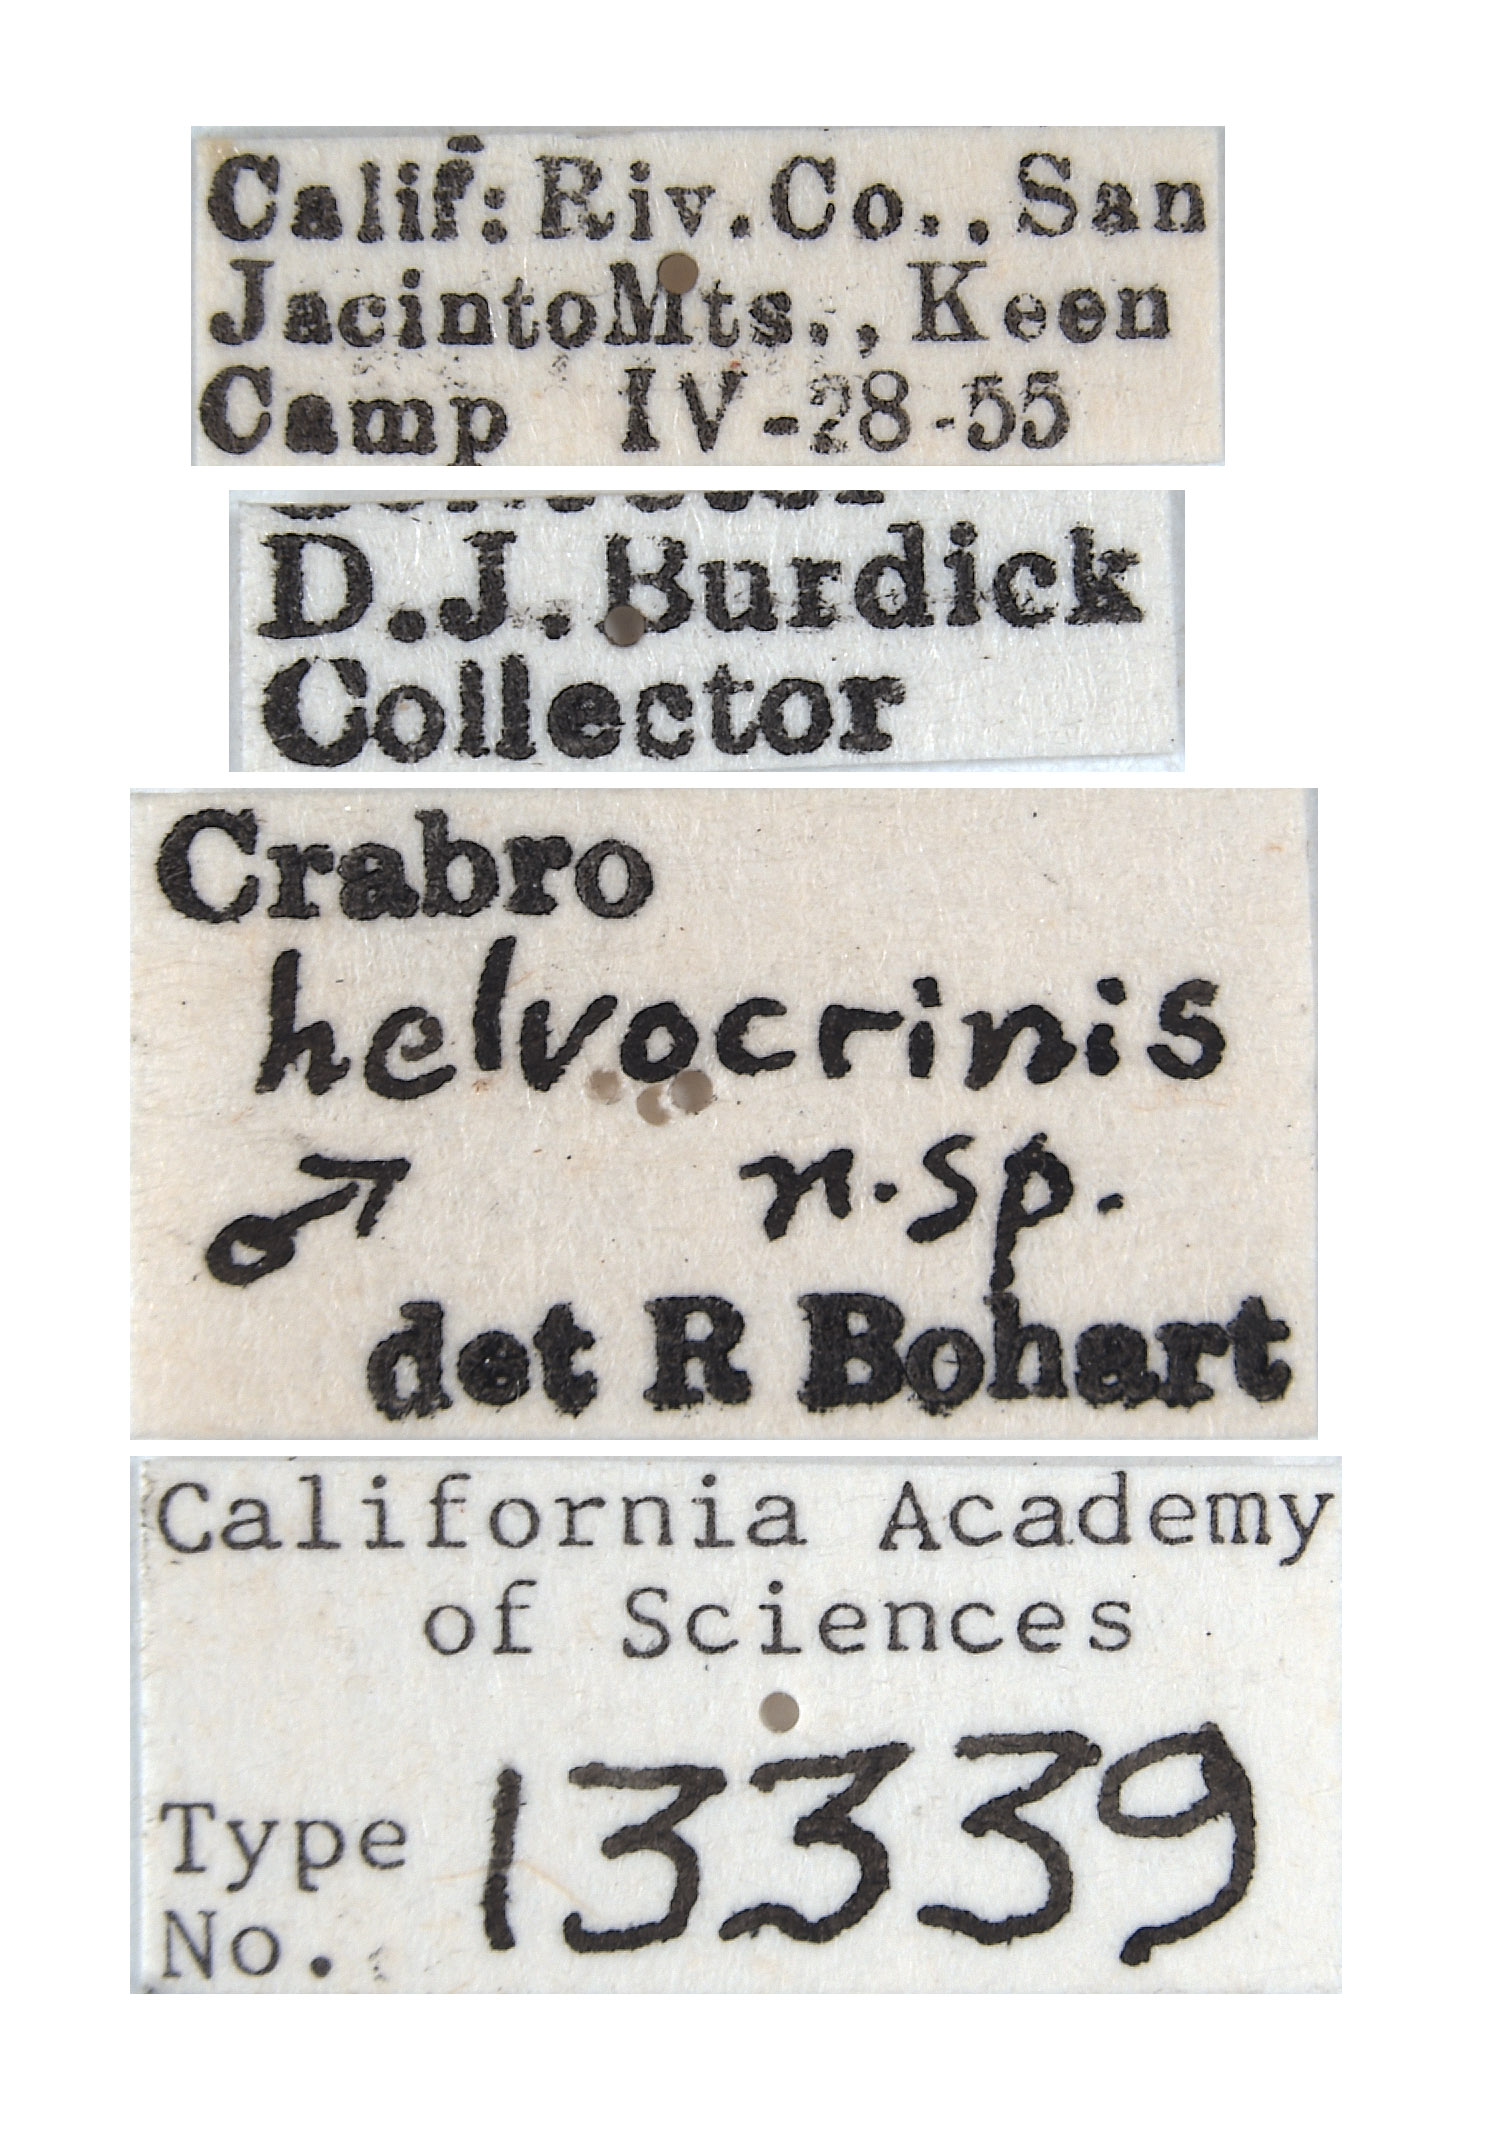 Calif: Riv.Co., San
JacintoMts., Keen
Camp IV-28-55
D.J. Burdick
Collector
Crabro
helvocrinis
♂ n.sp.
det R Bohart
California Academy
of Sciences
Type
No. 13339